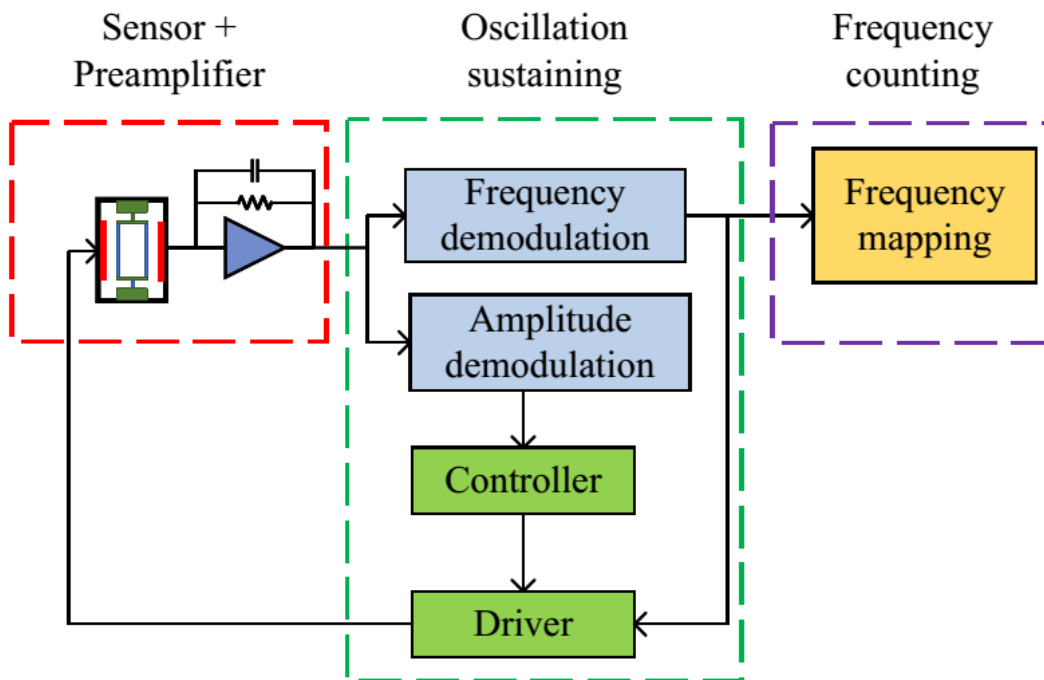 Sensor +
Preamplifier
Oscillation
sustaining
Frequency
counting
Frequency
demodulation
Frequency
mapping
Amplitude
demodulation
Controller
Driver